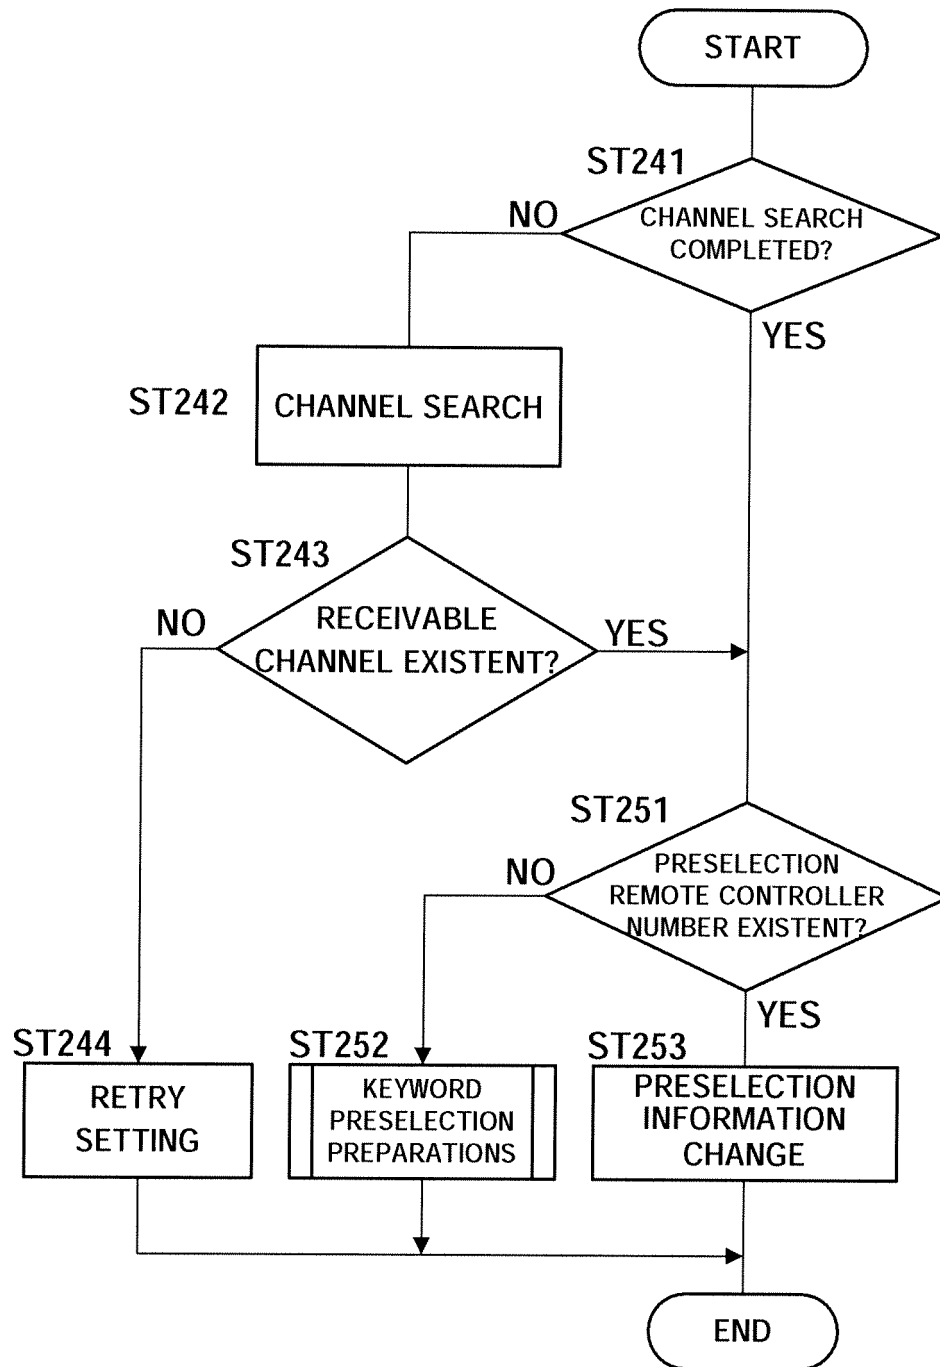 START
ST241
NO
CHANNEL SEARCH
COMPLETED?
YES
ST242
CHANNEL SEARCH
ST243
NO
RECEIVABLE
CHANNEL EXISTENT?
YES
ST251
NO
PRESELECTION
REMOTE CONTROLLER
NUMBER EXISTENT?
YES
ST244
RETRY
SETTING
ST252
KEYWORD
PRESELECTION
PREPARATIONS
ST253
PRESELECTION
INFORMATION
CHANGE
END